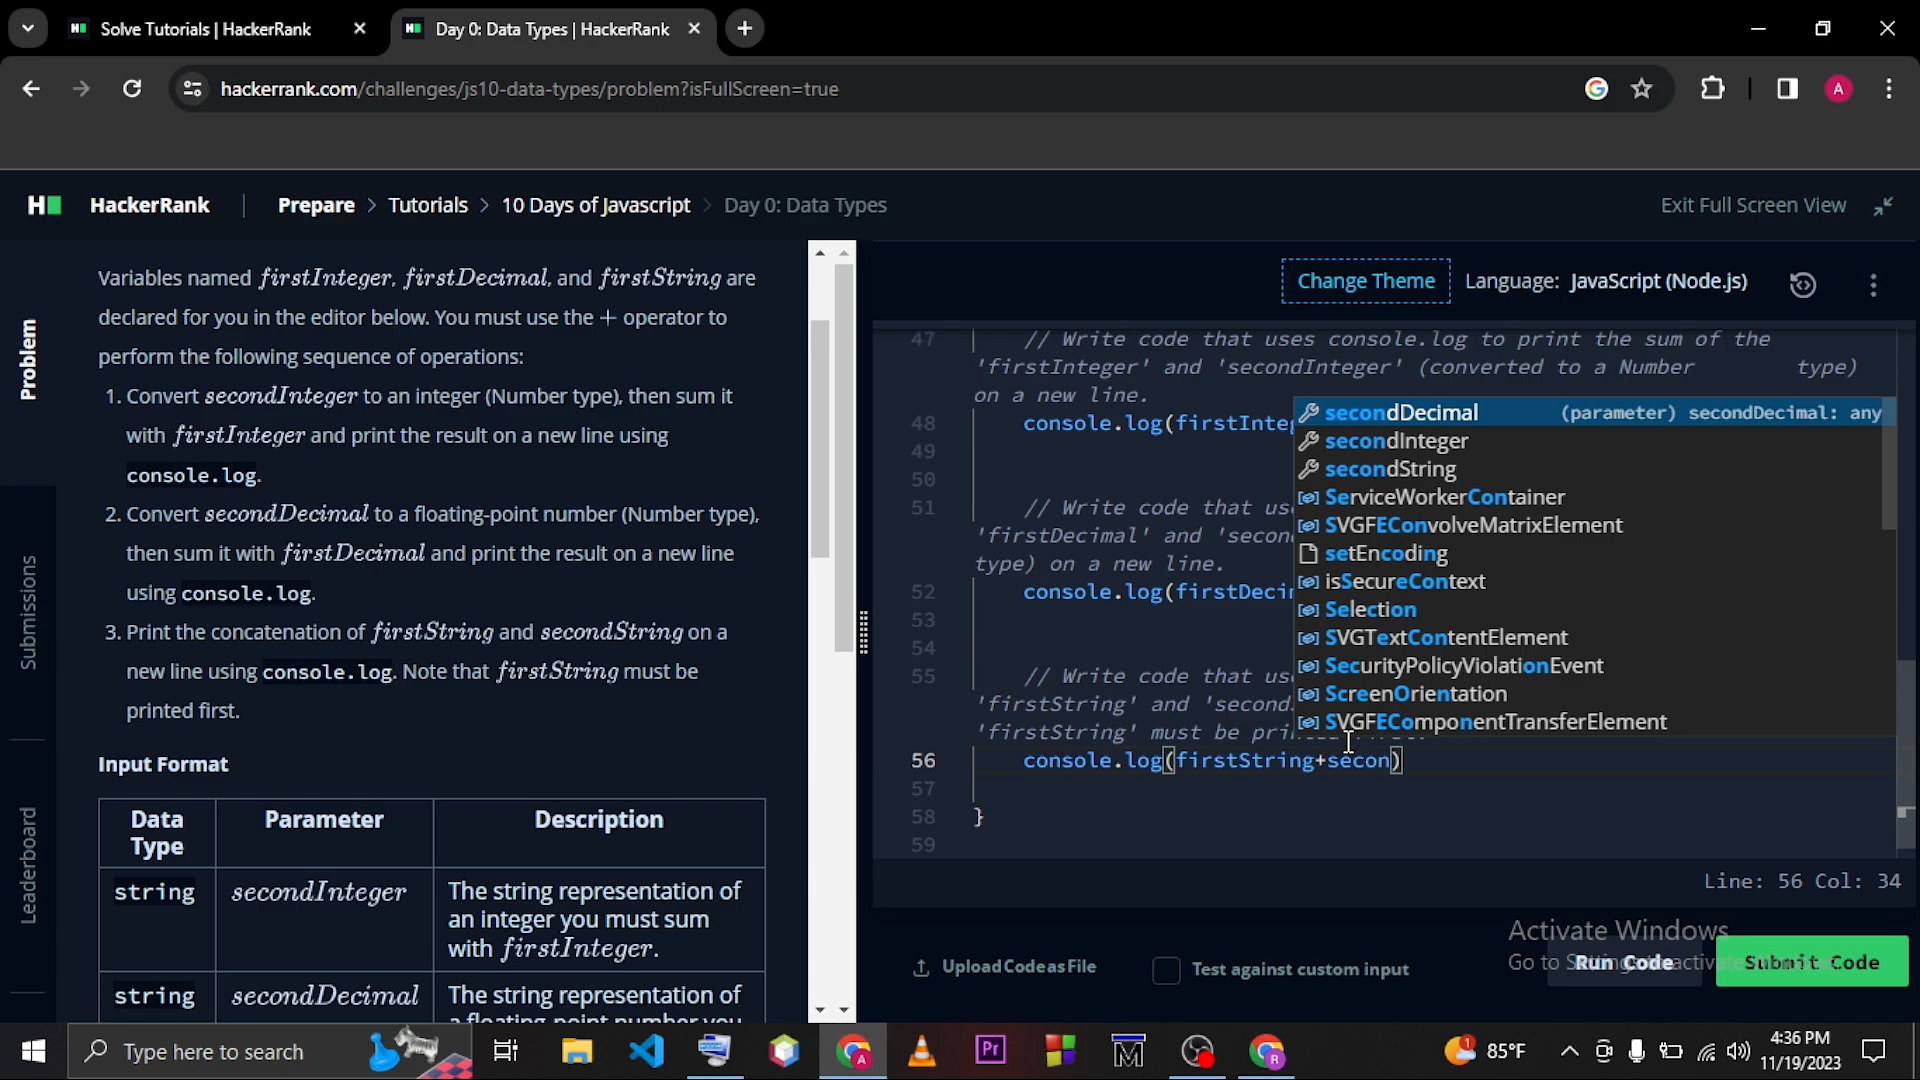 Solve Tutorials | HackerRank
Day 0: Data Types | HackerRank
hackerrank.com/challenges/js10-data-types/problem?isFullScreen=true
HackerRank
Prepare > Tutorials > 10 Days of Javascript > Day 0: Data Types
Exit Full Screen View
Problem
Submissions
Leaderboard
Variables named firstInteger, firstDecimal, and firstString are
declared for you in the editor below. You must use the + operator to
perform the following sequence of operations:
1. Convert secondInteger to an integer (Number type), then sum it
with firstInteger and print the result on a new line using
console.log.
2. Convert secondDecimal to a floating-point number (Number type),
then sum it with firstDecimal and print the result on a new line
using console.log.
3. Print the concatenation of firstString and secondString on a
new line using console.log. Note that firstString must be
printed first.
Input Format
Data Type Parameter Description
string secondInteger The string representation of
an integer you must sum
with firstInteger.
string secondDecimal The string representation of
a floating-point number you
Change Theme
Language: JavaScript (Node.js)
47 // Write code that uses console.log to print the sum of the
'firstInteger' and 'secondInteger' (converted to a Number type)
on a new line.
48 console.log(firstInteg
49
50
51 // Write code that us
'firstDecimal' and 'secon
type) on a new line.
52 console.log(firstDeci
53
54
55 // Write code that us
'firstString' and 'second
'firstString' must be prin
56 console.log(firstString+secon)
57
58 }
59
secondDecimal (parameter) secondDecimal: any
secondInteger
secondString
ServiceWorkerContainer
SVGFEConvolveMatrixElement
setEncoding
isSecureContext
Selection
SVGTextContentElement
SecurityPolicyViolationEvent
ScreenOrientation
SVGFEComponentTransferElement
Line: 56 Col: 34
Upload Code as File
Test against custom input
Run Code
Submit Code
Activate Windows
Go to Settings to activate
Type here to search
Pr
85°F
4:36 PM
11/19/2023